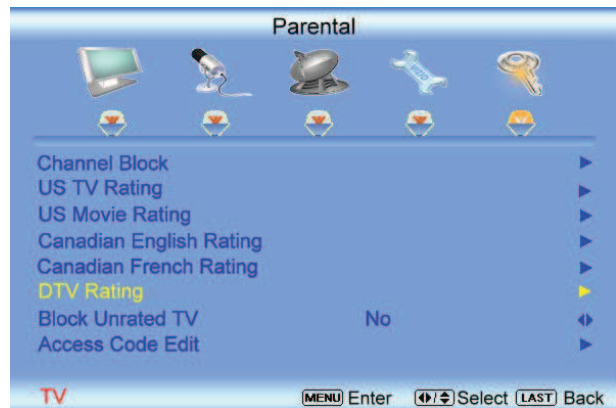 Parental
Channel Block
US TV Rating
US Movie Rating
Canadian English Rating
Canadian French Rating
DTV Rating
Block Unrated TV No
Access Code Edit
TV MENU Enter Select LAST Back